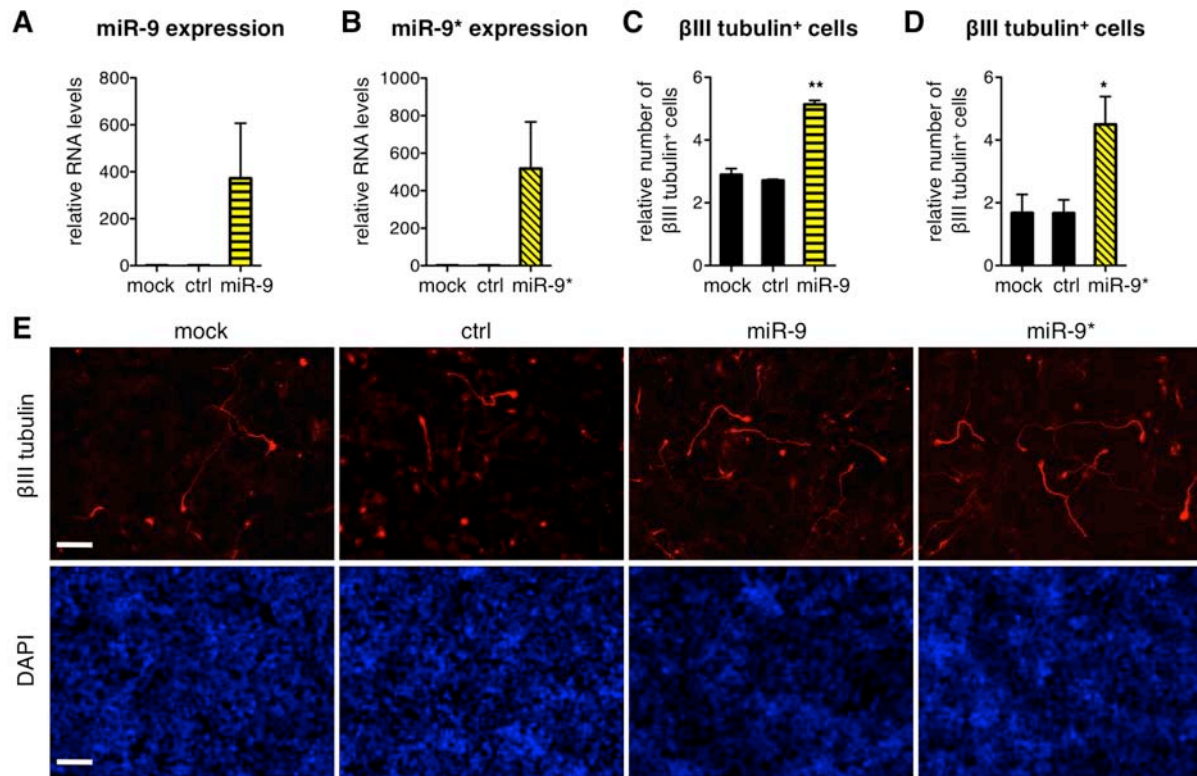 A miR-9 expression
relative RNA levels
800
600
400
200
0
mock ctrl miR-9
B miR-9* expression
relative RNA levels
1000
800
600
400
200
0
mock ctrl miR-9*
C βIII tubulin⁺ cells
relative number of
βIII tubulin⁺ cells
6
4
2
0
**
mock ctrl miR-9
D βIII tubulin⁺ cells
relative number of
βIII tubulin⁺ cells
6
4
2
0
*
mock ctrl miR-9*
E mock ctrl miR-9 miR-9*
βIII tubulin
DAPI